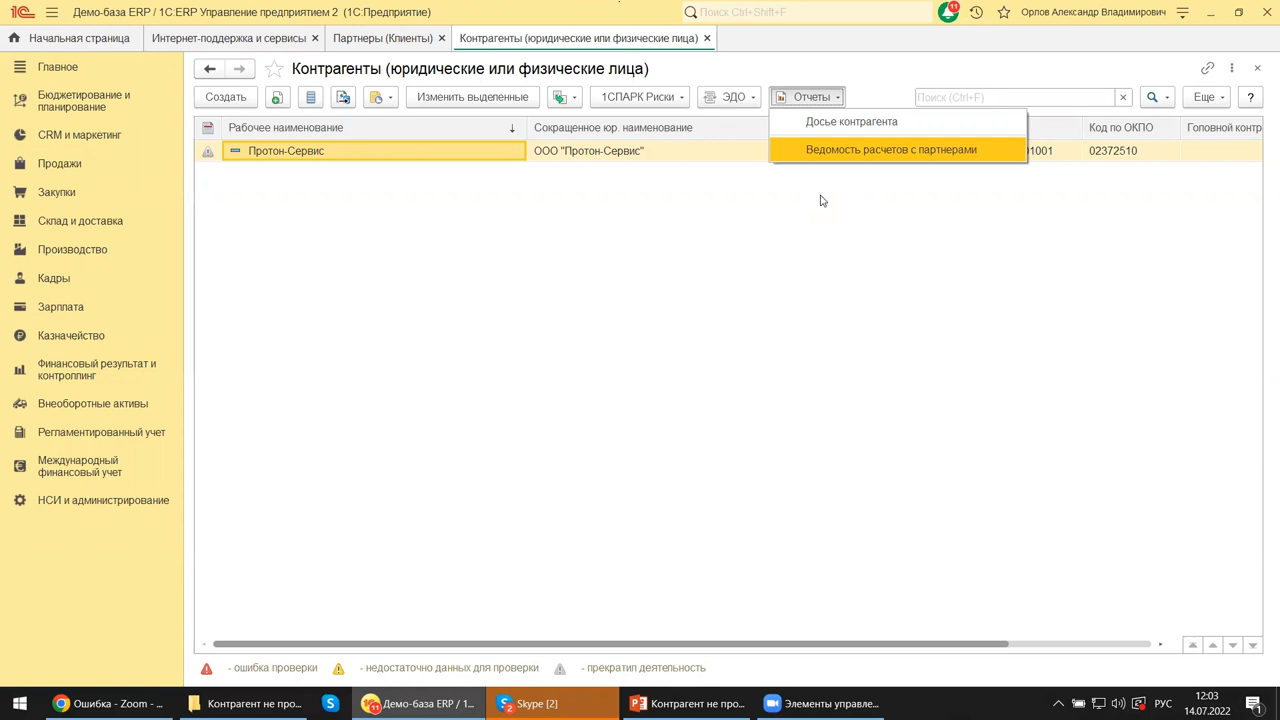 Демо-база ERP / 1С:ERP Управление предприятием 2 (1С:Предприятие)
Поиск Ctrl+Shift+F
11
Орлов Александр Владимирович
Начальная страница
Интернет-поддержка и сервисы ×
Партнеры (Клиенты) ×
Контрагенты (юридические или физические лица) ×
Главное
Бюджетирование и
планирование
CRM и маркетинг
Продажи
Закупки
Склад и доставка
Производство
Кадры
Зарплата
Казначейство
Финансовый результат и
контроллинг
Внеоборотные активы
Регламентированный учет
Международный
финансовый учет
НСИ и администрирование
Контрагенты (юридические или физические лица)
Создать
Изменить выделенные
1СПАРК Риски
ЭДО
Отчеты
Поиск (Ctrl+F)
Еще
?
Досье контрагента
Ведомость расчетов с партнерами
Рабочее наименование
Сокращенное юр. наименование
Код по ОКПО
Головной контр
Протон-Сервис
ООО "Протон-Сервис"
01001
02372510
- ошибка проверки
- недостаточно данных для проверки
- прекратил деятельность
Ошибка - Zoom - ...
Контрагент не про...
Демо-база ERP / 1...
Skype [2]
Контрагент не про...
Элементы управле...
РУС
12:03
14.07.2022
1